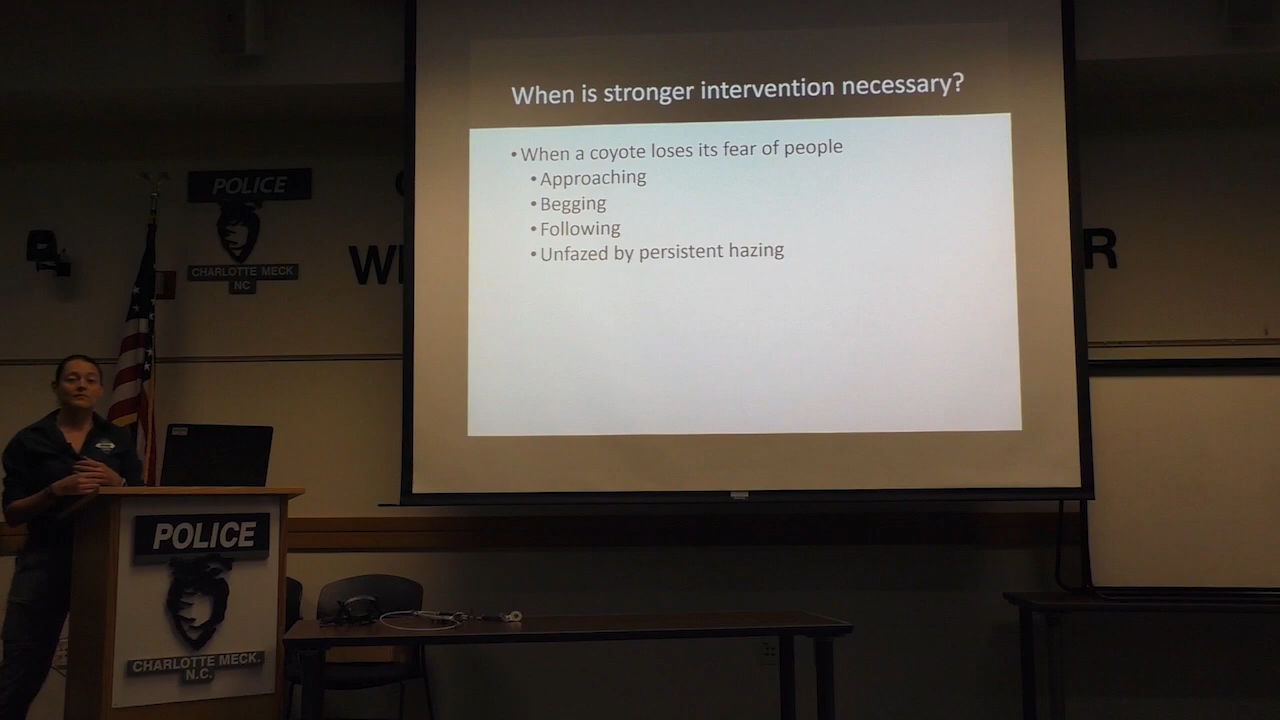 When is stronger intervention necessary?
• When a coyote loses its fear of people
• Approaching
• Begging
• Following
• Unfazed by persistent hazing
POLICE
CHARLOTTE MECK
NC
POLICE
CHARLOTTE MECK.
N.C.